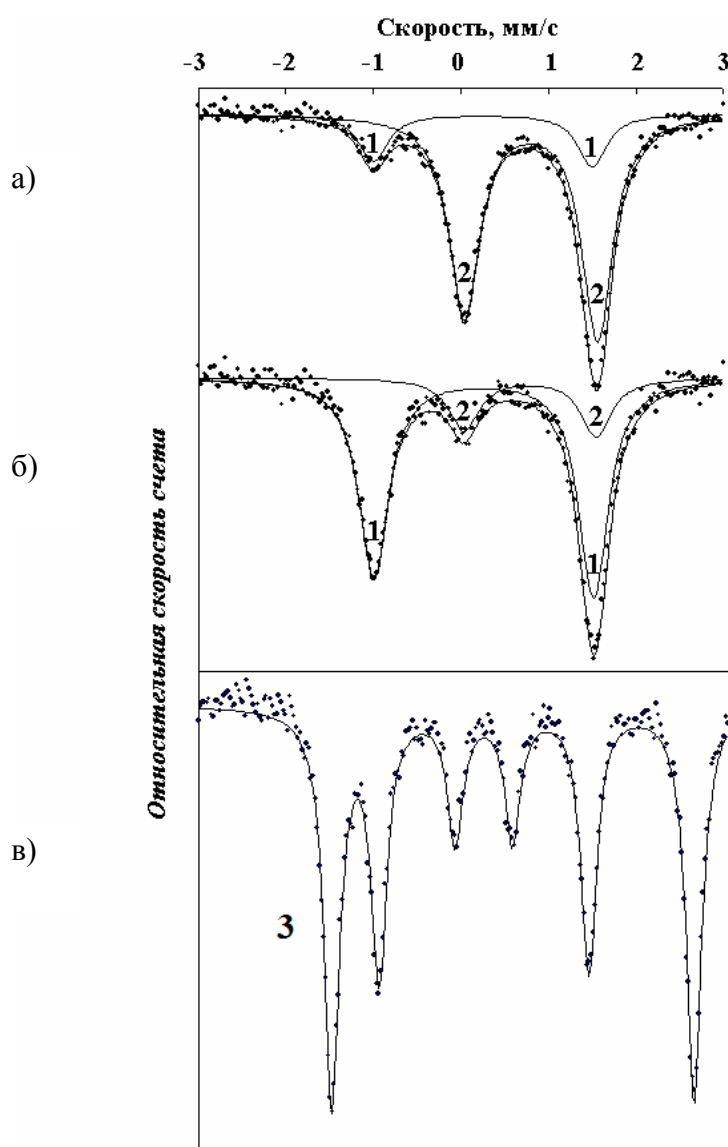 Скорость, мм/с
-3 -2 -1 0 1 2 3
а)
1 1
2 2
б)
2 2
1 1
Относительная скорость счета
в)
3